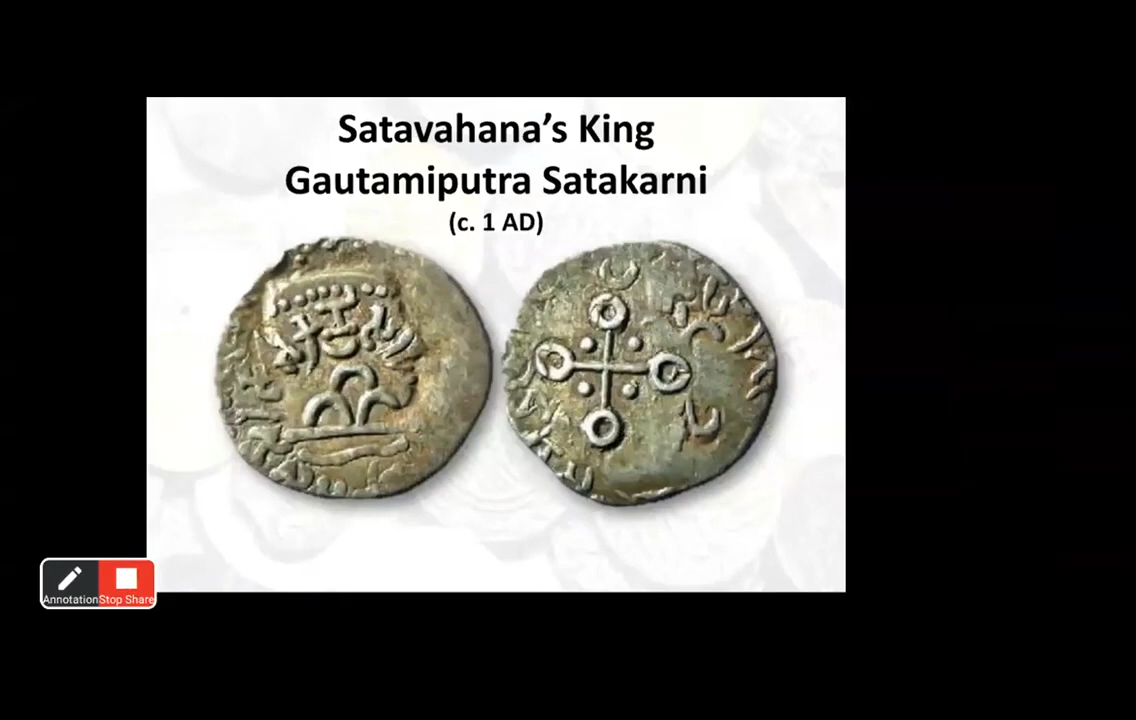 Satavahana’s King
Gautamiputra Satakarni
(c. 1 AD)
Annotation
Stop Share